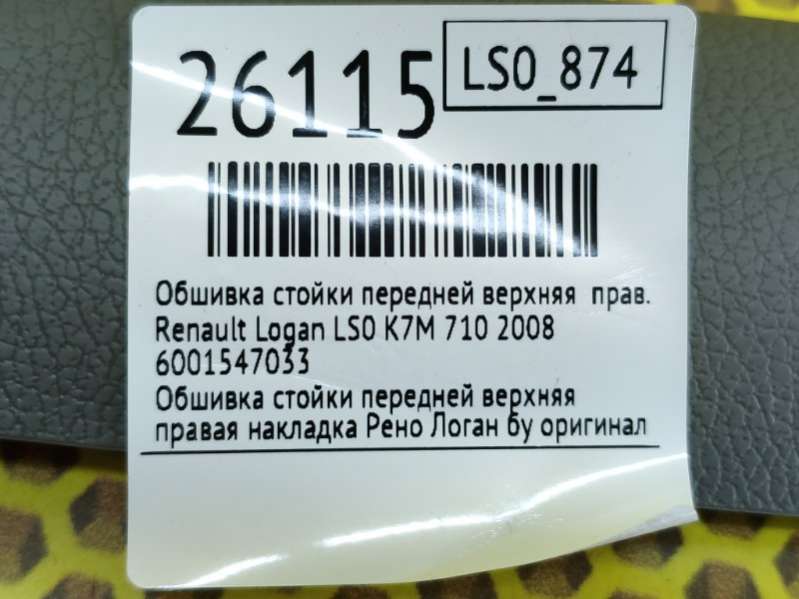 26115
LS0_874
Обшивка стойки передней верхняя прав.
Renault Logan LS0 K7M 710 2008
6001547033
Обшивка стойки передней верхняя
правая накладка Рено Логан бу оригинал